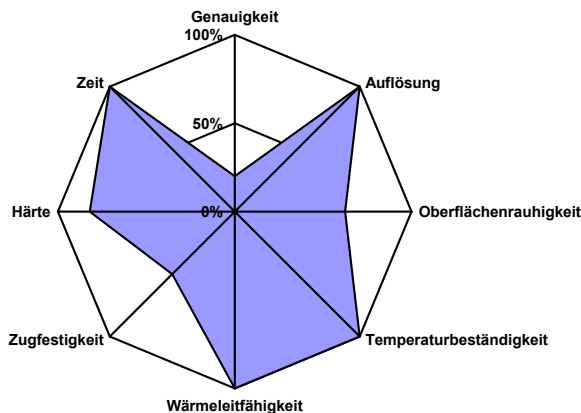 Genauigkeit
100%
Zeit
Auflösung
50%
Härte
0%
Oberflächenrauhigkeit
Zugfestigkeit
Temperaturbeständigkeit
Wärmeleitfähigkeit